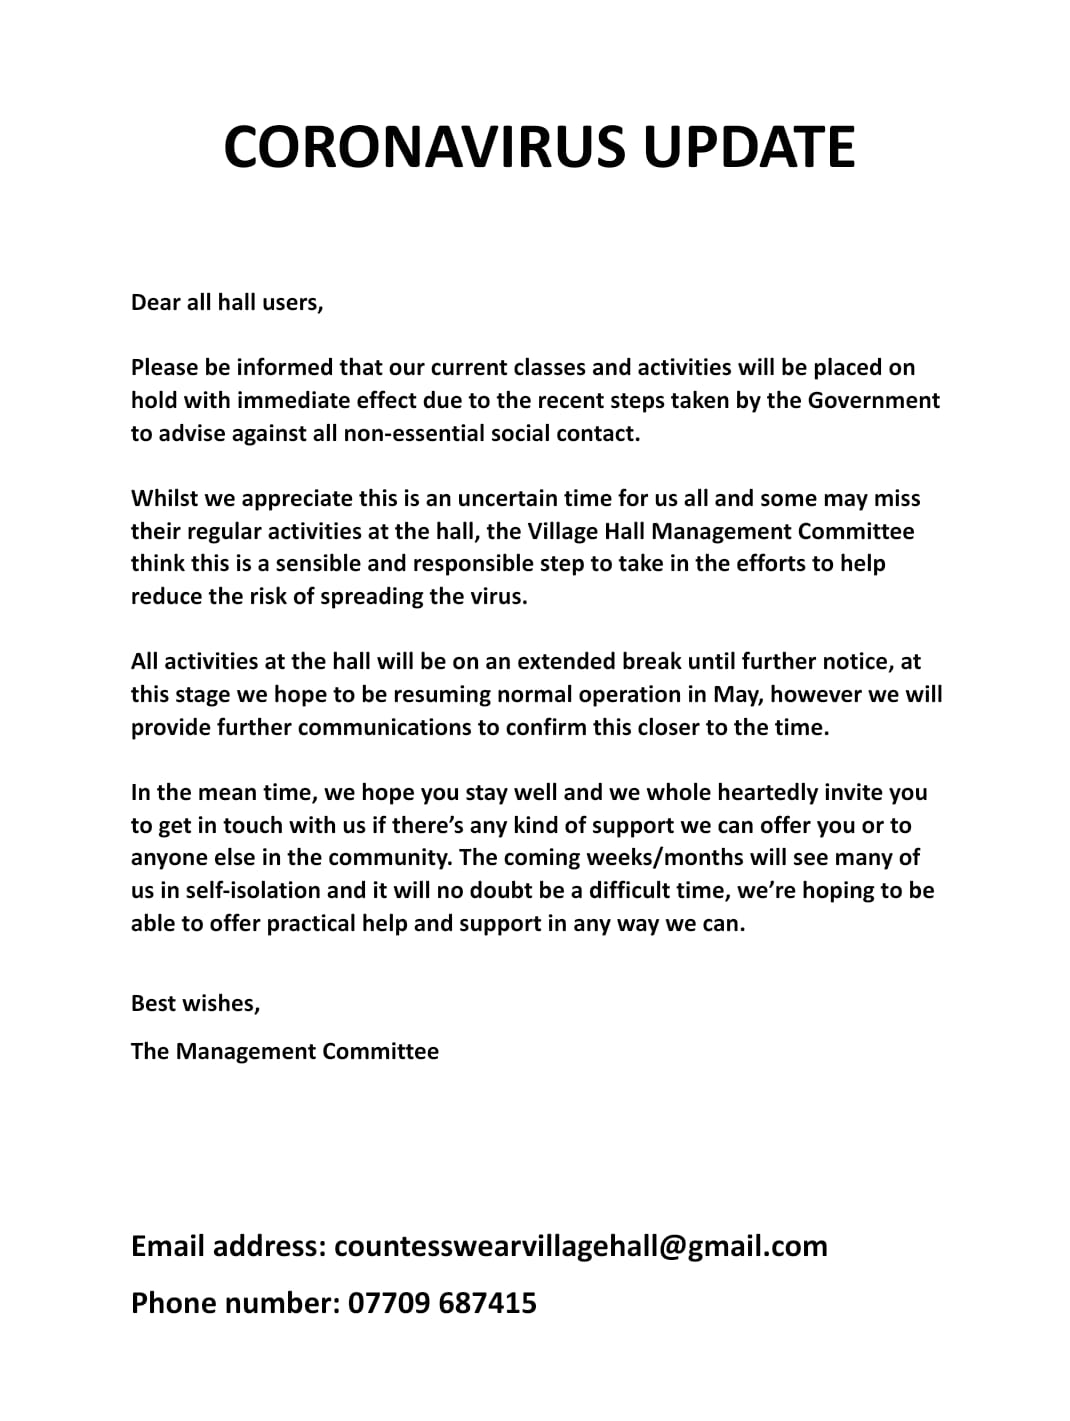 CORONAVIRUS UPDATE
Dear all hall users,
Please be informed that our current classes and activities will be placed on
hold with immediate effect due to the recent steps taken by the Government
to advise against all non-essential social contact.
Whilst we appreciate this is an uncertain time for us all and some may miss
their regular activities at the hall, the Village Hall Management Committee
think this is a sensible and responsible step to take in the efforts to help
reduce the risk of spreading the virus.
All activities at the hall will be on an extended break until further notice, at
this stage we hope to be resuming normal operation in May, however we will
provide further communications to confirm this closer to the time.
In the mean time, we hope you stay well and we whole heartedly invite you
to get in touch with us if there’s any kind of support we can offer you or to
anyone else in the community. The coming weeks/months will see many of
us in self-isolation and it will no doubt be a difficult time, we’re hoping to be
able to offer practical help and support in any way we can.
Best wishes,
The Management Committee
Email address: countesswearvillagehall@gmail.com
Phone number: 07709 687415